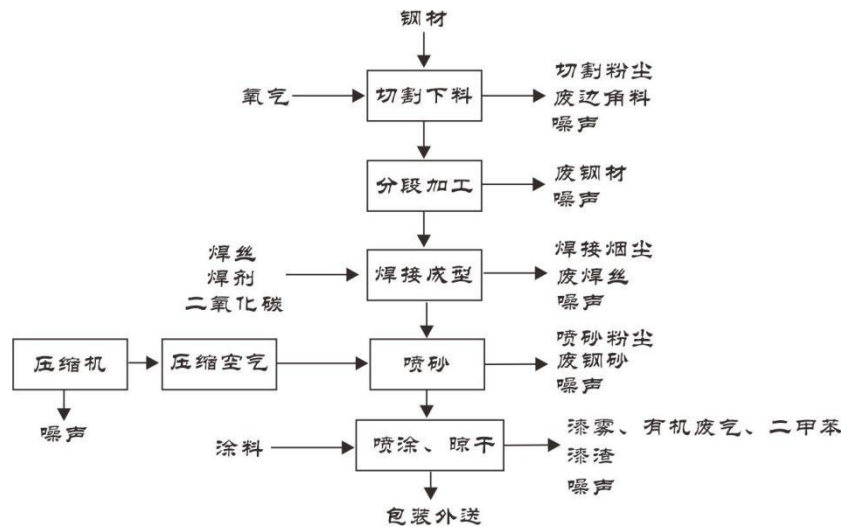 钢材
氧气
切割下料
切割粉尘
废边角料
噪声
分段加工
废钢材
噪声
焊丝
焊剂
二氧化碳
焊接成型
焊接烟尘
废焊丝
噪声
压缩机
压缩空气
喷砂
喷砂粉尘
废钢砂
噪声
噪声
涂料
喷涂、晾干
漆雾、有机废气、二甲苯
漆渣
噪声
包装外送